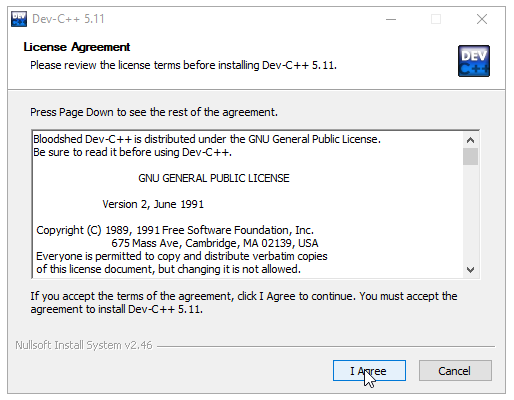 Dev-C++ 5.11
License Agreement
Please review the license terms before installing Dev-C++ 5.11.
DEV
C++
Press Page Down to see the rest of the agreement.
Bloodshed Dev-C++ is distributed under the GNU General Public License.
Be sure to read it before using Dev-C++.
GNU GENERAL PUBLIC LICENSE
Version 2, June 1991
Copyright (C) 1989, 1991 Free Software Foundation, Inc.
675 Mass Ave, Cambridge, MA 02139, USA
Everyone is permitted to copy and distribute verbatim copies
of this license document, but changing it is not allowed.
If you accept the terms of the agreement, click I Agree to continue. You must accept the
agreement to install Dev-C++ 5.11.
Nullsoft Install System v2.46
I Agree
Cancel